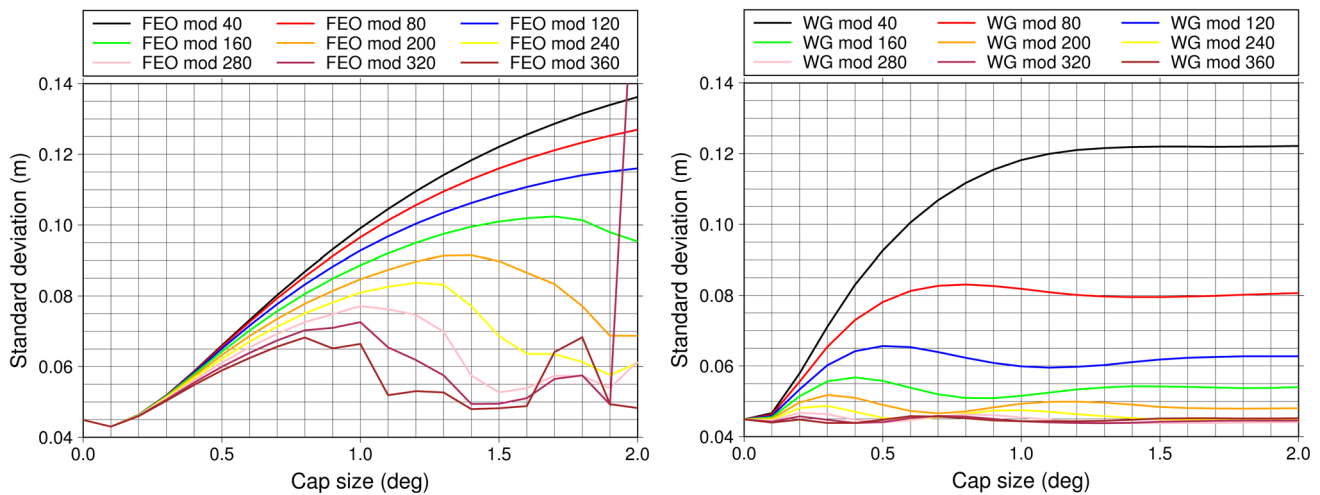 FEO mod 40 FEO mod 80 FEO mod 120
FEO mod 160 FEO mod 200 FEO mod 240
FEO mod 280 FEO mod 320 FEO mod 360
0.14
0.12
0.10
0.08
0.06
0.04
Standard deviation (m)
0.0 0.5 1.0 1.5 2.0
Cap size (deg)
WG mod 40 WG mod 80 WG mod 120
WG mod 160 WG mod 200 WG mod 240
WG mod 280 WG mod 320 WG mod 360
0.14
0.12
0.10
0.08
0.06
0.04
Standard deviation (m)
0.0 0.5 1.0 1.5 2.0
Cap size (deg)